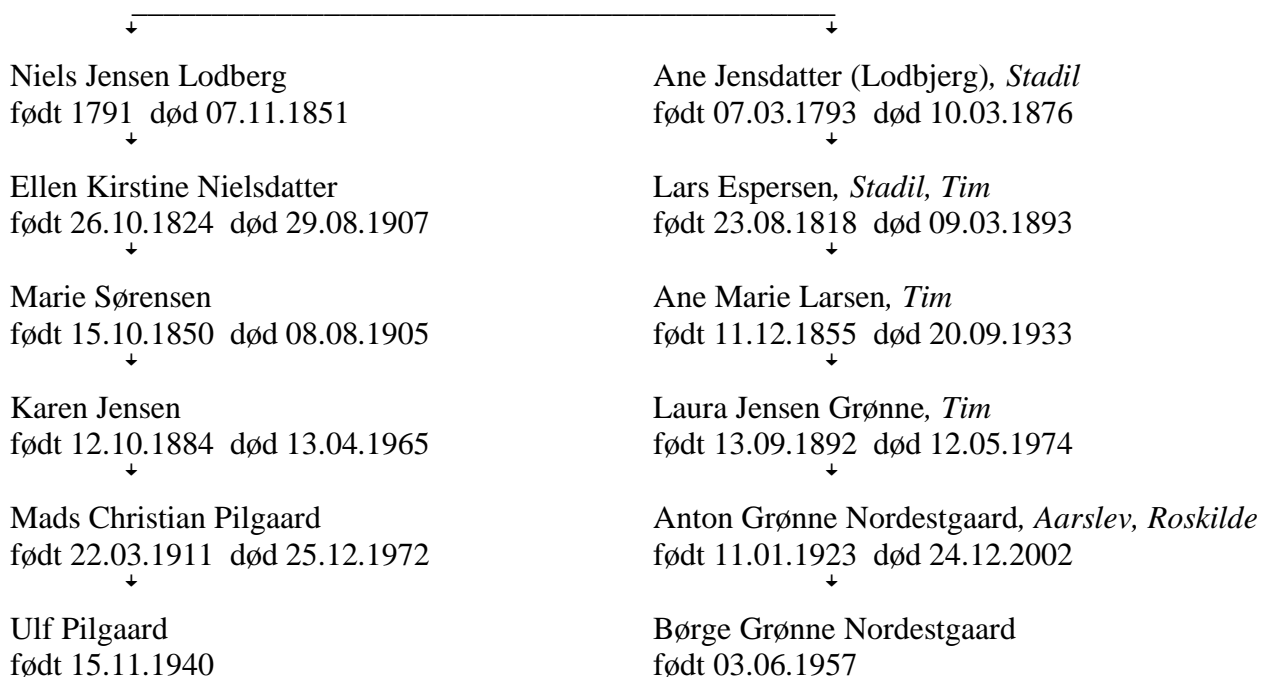 Niels Jensen Lodberg
født 1791 død 07.11.1851
Ane Jensdatter (Lodbjerg), Stadil
født 07.03.1793 død 10.03.1876
Ellen Kirstine Nielsdatter
født 26.10.1824 død 29.08.1907
Lars Espersen, Stadil, Tim
født 23.08.1818 død 09.03.1893
Marie Sørensen
født 15.10.1850 død 08.08.1905
Ane Marie Larsen, Tim
født 11.12.1855 død 20.09.1933
Karen Jensen
født 12.10.1884 død 13.04.1965
Laura Jensen Grønne, Tim
født 13.09.1892 død 12.05.1974
Mads Christian Pilgaard
født 22.03.1911 død 25.12.1972
Anton Grønne Nordestgaard, Aarslev, Roskilde
født 11.01.1923 død 24.12.2002
Ulf Pilgaard
født 15.11.1940
Børge Grønne Nordestgaard
født 03.06.1957